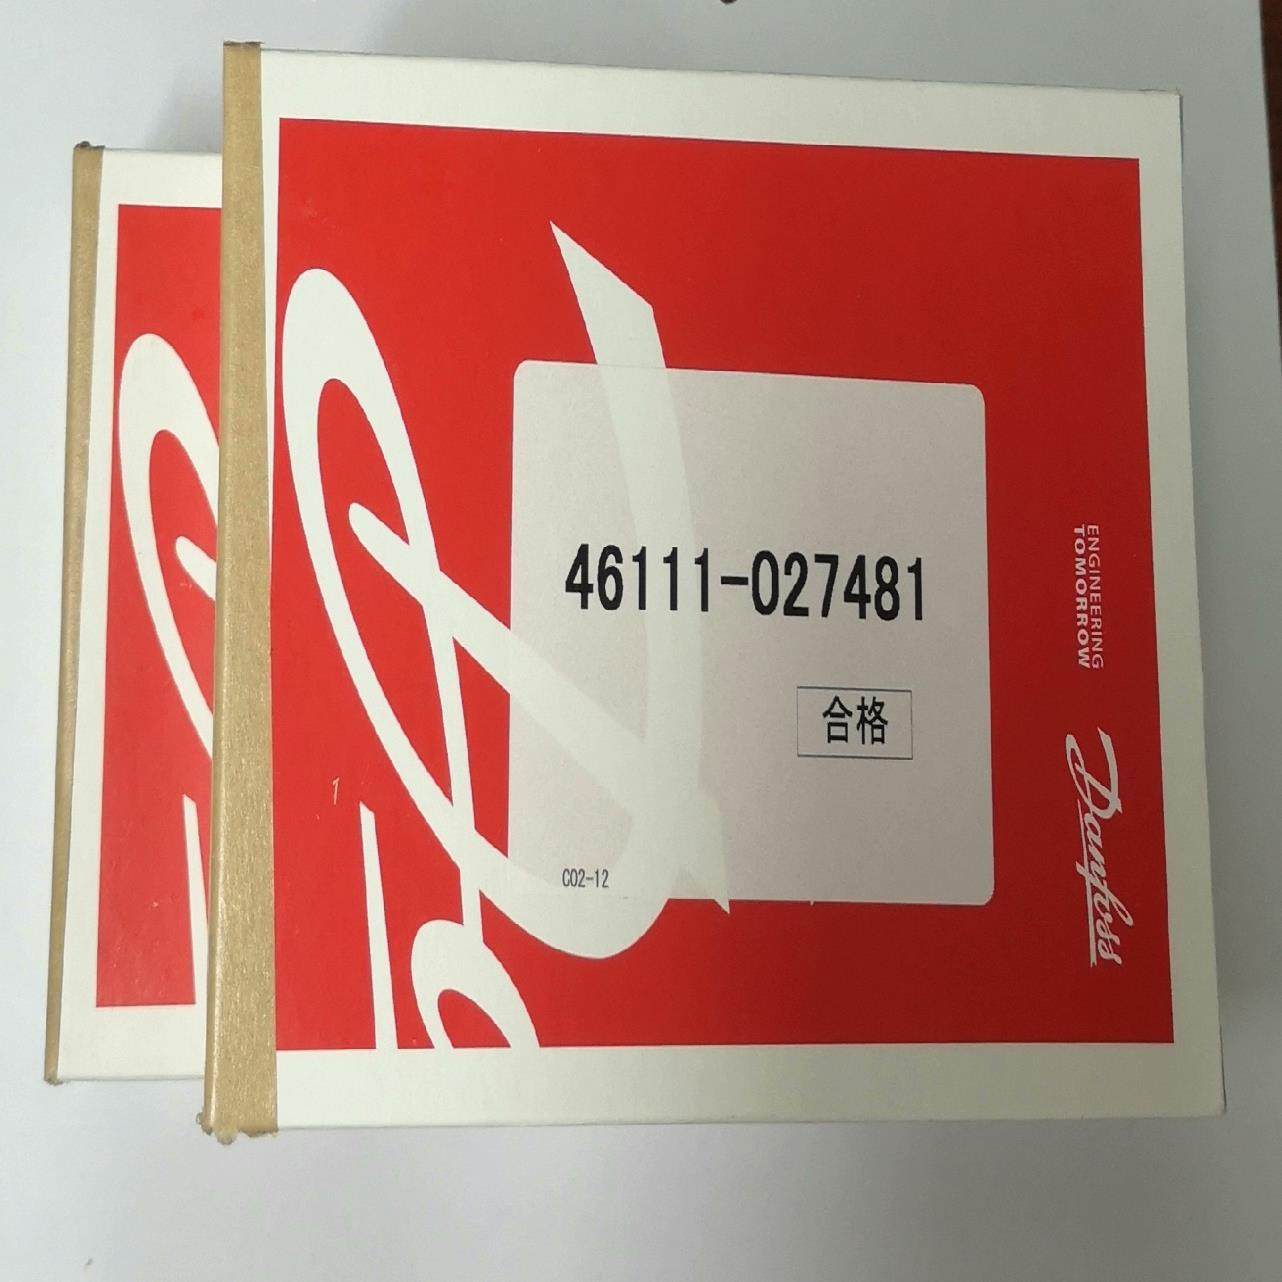 46111-027481
合格
C02-12
ENGINEERING
TOMORROW
Danfoss